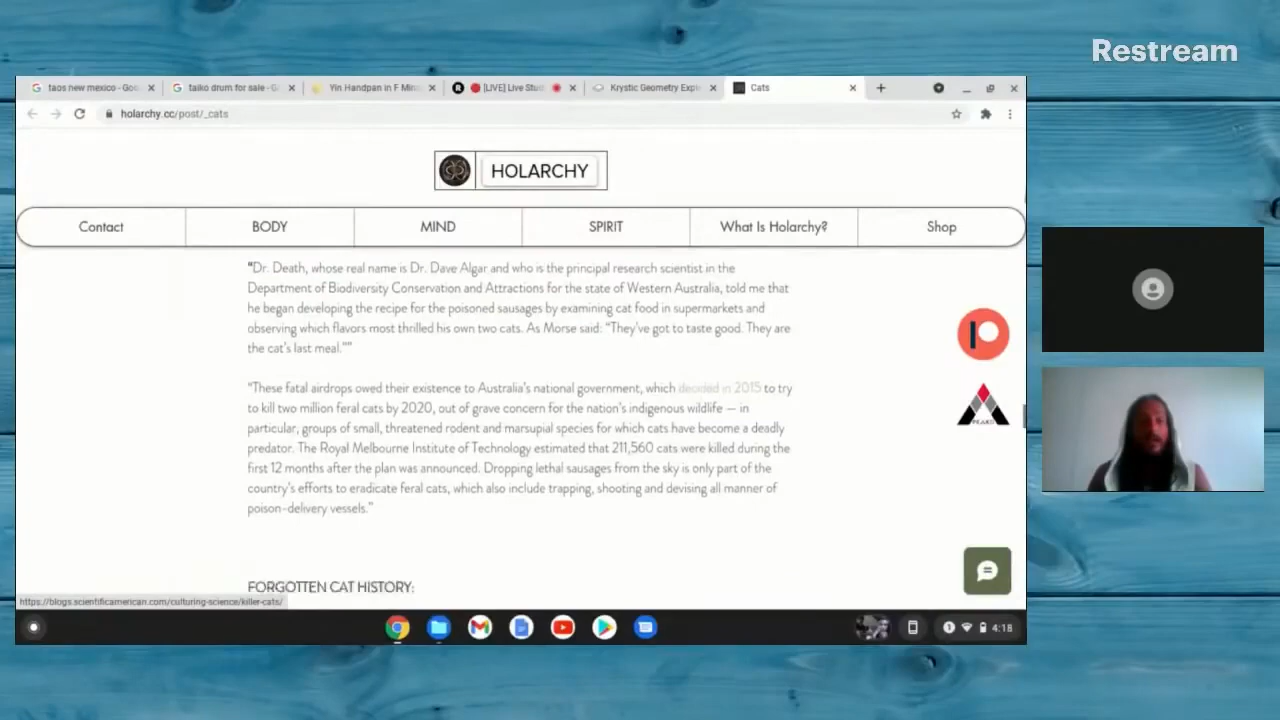 Restream
taos new mexico - Goo
taiko drum for sale - G
Yin Handpan in F Min
[LIVE] Live Stud
Krystic Geometry Expl
Cats
holarchy.cc/post/_cats
HOLARCHY
Contact
BODY
MIND
SPIRIT
What Is Holarchy?
Shop
"Dr. Death, whose real name is Dr. Dave Algar and who is the principal research scientist in the
Department of Biodiversity Conservation and Attractions for the state of Western Australia, told me that
he began developing the recipe for the poisoned sausages by examining cat food in supermarkets and
observing which flavors most thrilled his own two cats. As Morse said: “They’ve got to taste good. They are
the cat’s last meal.””
“These fatal airdrops owed their existence to Australia’s national government, which decided in 2015 to try
to kill two million feral cats by 2020, out of grave concern for the nation’s indigenous wildlife — in
particular, groups of small, threatened rodent and marsupial species for which cats have become a deadly
predator. The Royal Melbourne Institute of Technology estimated that 211,560 cats were killed during the
first 12 months after the plan was announced. Dropping lethal sausages from the sky is only part of the
country’s efforts to eradicate feral cats, which also include trapping, shooting and devising all manner of
poison-delivery vessels.”
FORGOTTEN CAT HISTORY:
https://blogs.scientificamerican.com/culturing-science/killer-cats/
4:18